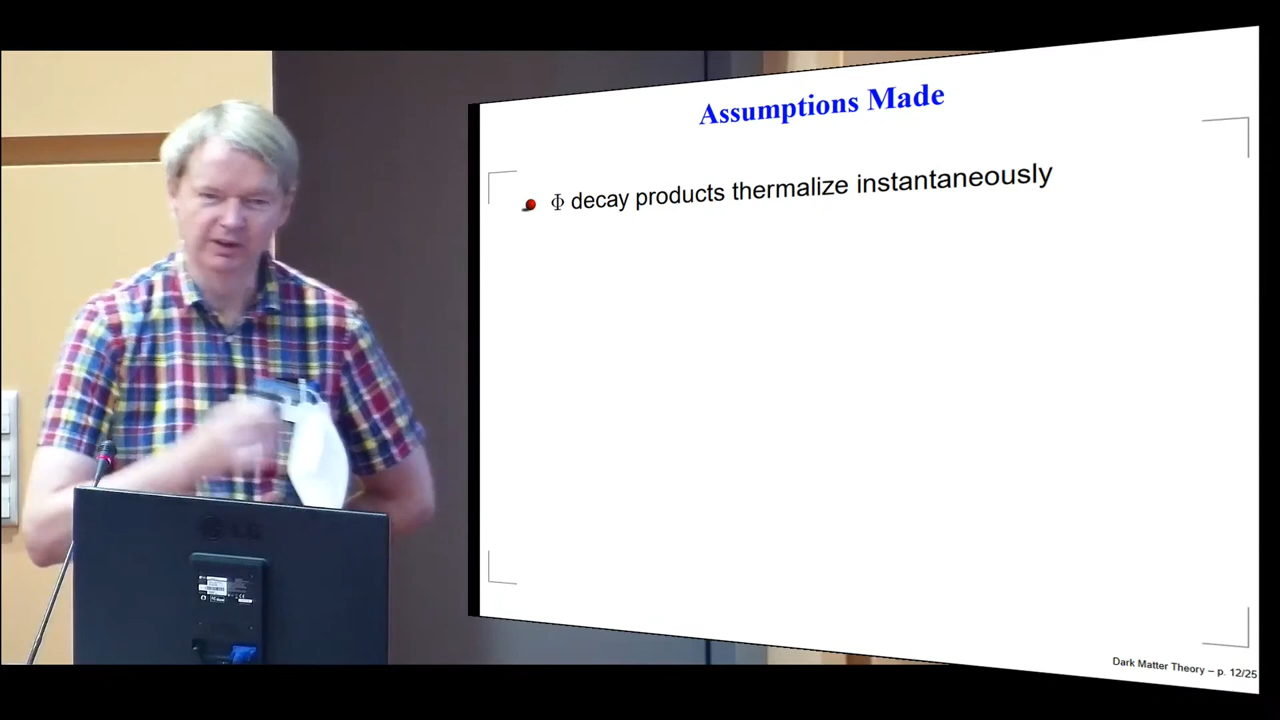 Assumptions Made
Φ decay products thermalize instantaneously
Dark Matter Theory – p. 12/25
LG